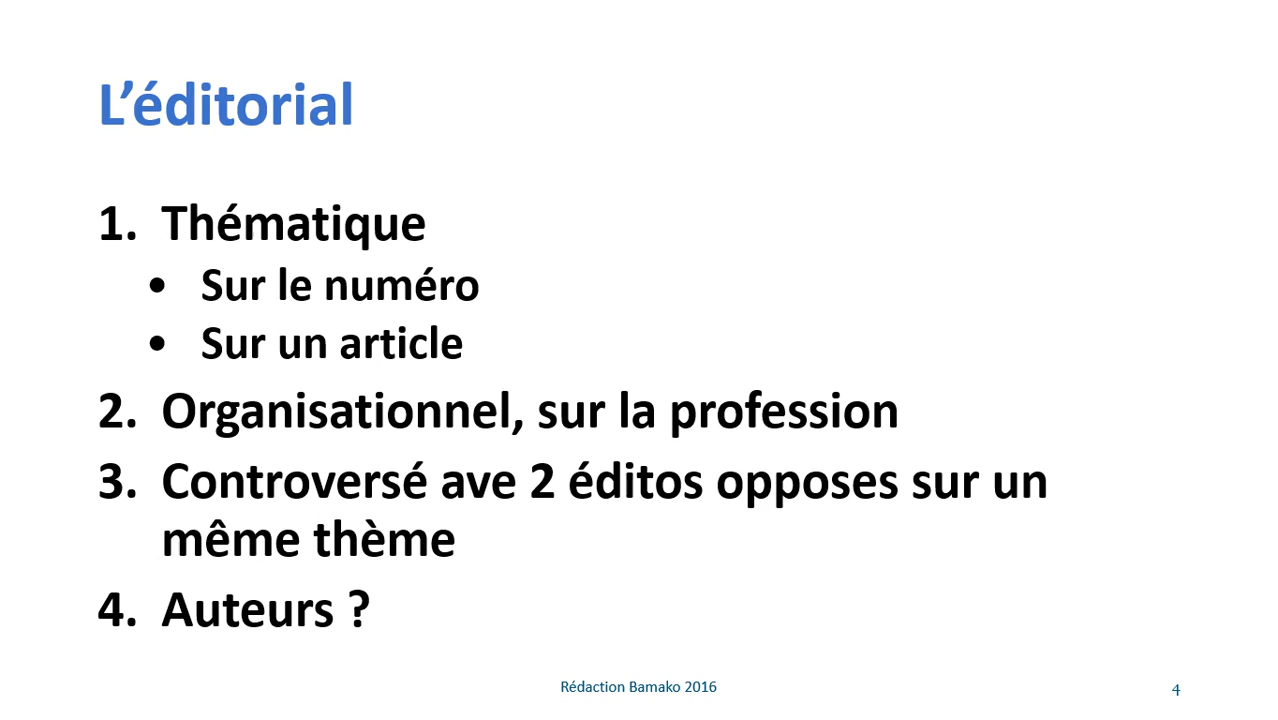 L’éditorial
1. Thématique
• Sur le numéro
• Sur un article
2. Organisationnel, sur la profession
3. Controversé ave 2 éditos opposes sur un
même thème
4. Auteurs ?
Rédaction Bamako 2016
4